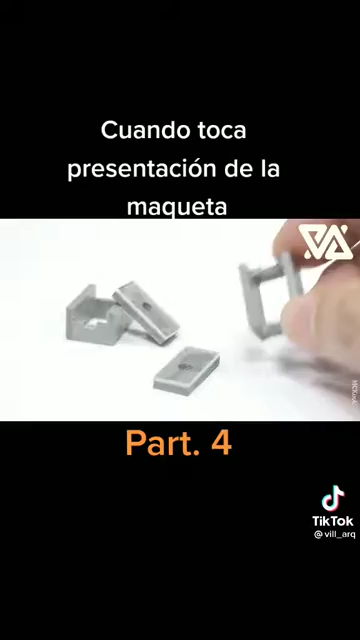 Cuando toca
presentación de la
maqueta
Part. 4
TikTok
@vill_arq